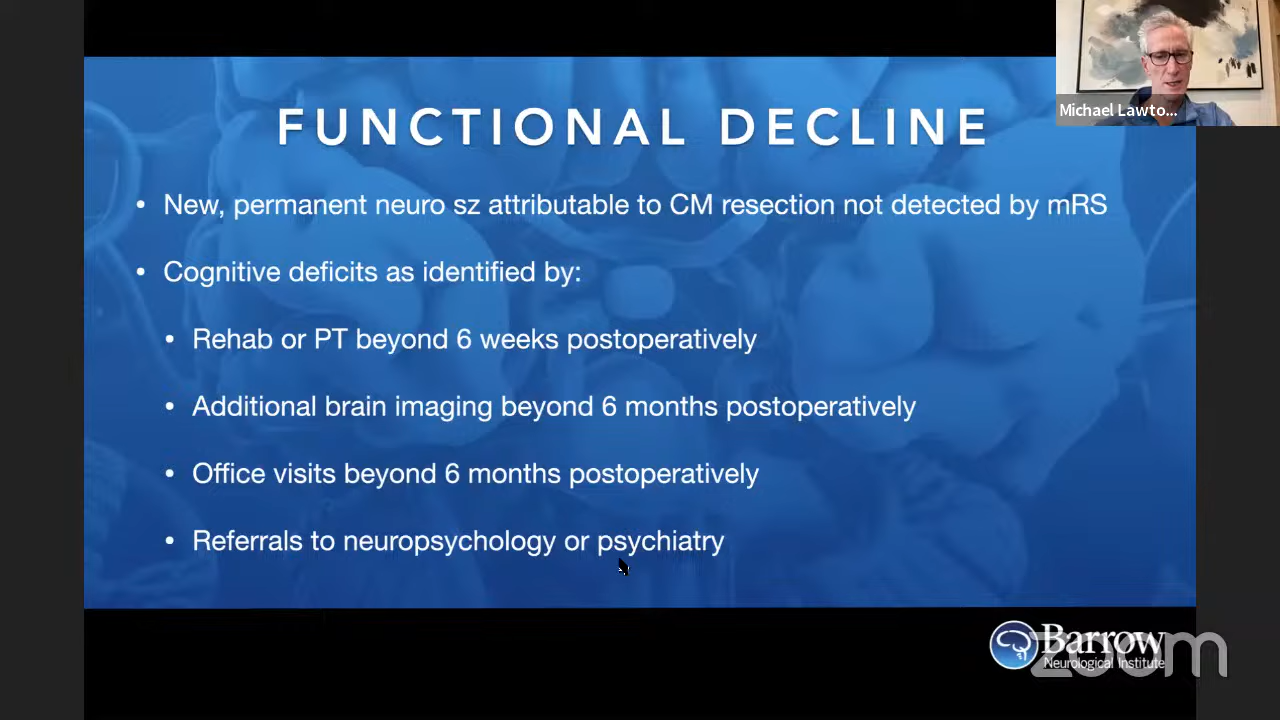 Michael Lawto...
FUNCTIONAL DECLINE
• New, permanent neuro sz attributable to CM resection not detected by mRS
• Cognitive deficits as identified by:
• Rehab or PT beyond 6 weeks postoperatively
• Additional brain imaging beyond 6 months postoperatively
• Office visits beyond 6 months postoperatively
• Referrals to neuropsychology or psychiatry
Barrow
Neurological Institute
zoom